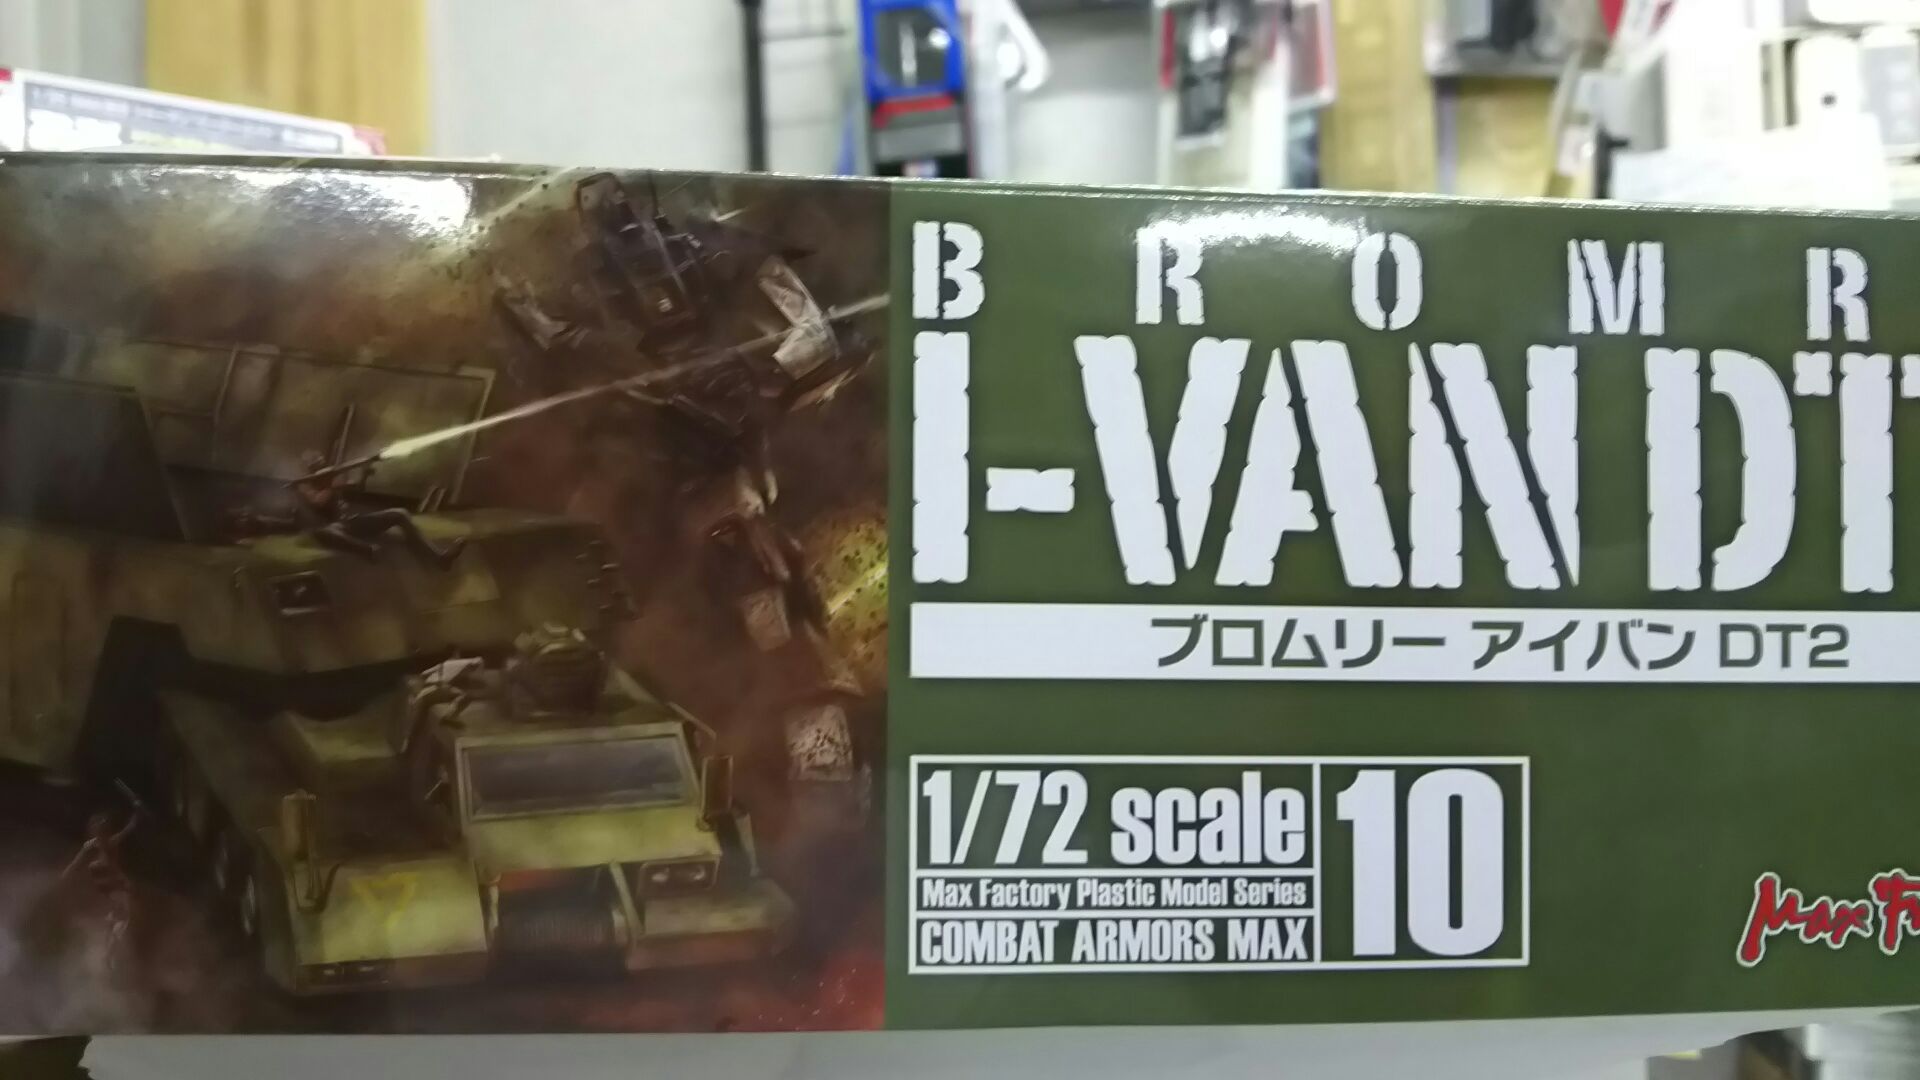 BROMR
I-VAN DT
ブロムリー アイバン DT2
1/72 scale
Max Factory Plastic Model Series
COMBAT ARMORS MAX
10
Max